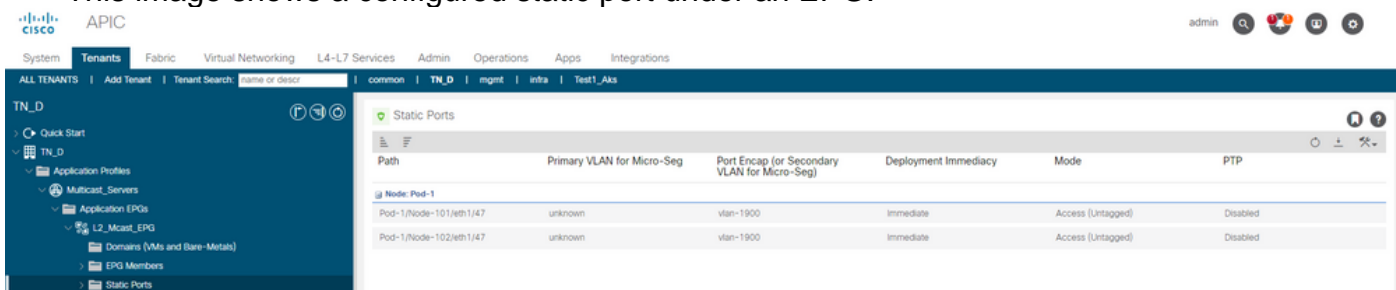 This image shows a configured static port under an EPG.
CISCO APIC admin
System Tenants Fabric Virtual Networking L4-L7 Services Admin Operations Apps Integrations
ALL TENANTS | Add Tenant | Tenant Search: name or descr | common | TN_D | mgmt | infra | Test1_Aks
TN_D
Quick Start
TN_D
Application Profiles
Multicast_Servers
Application EPGs
L2_Mcast_EPG
Domains (VMs and Bare-Metals)
EPG Members
Static Ports
Static Ports
Path Primary VLAN for Micro-Seg Port Encap (or Secondary VLAN for Micro-Seg) Deployment Immediacy Mode PTP
Node: Pod-1
Pod-1/Node-101/eth1/47 unknown vlan-1900 Immediate Access (Untagged) Disabled
Pod-1/Node-102/eth1/47 unknown vlan-1900 Immediate Access (Untagged) Disabled